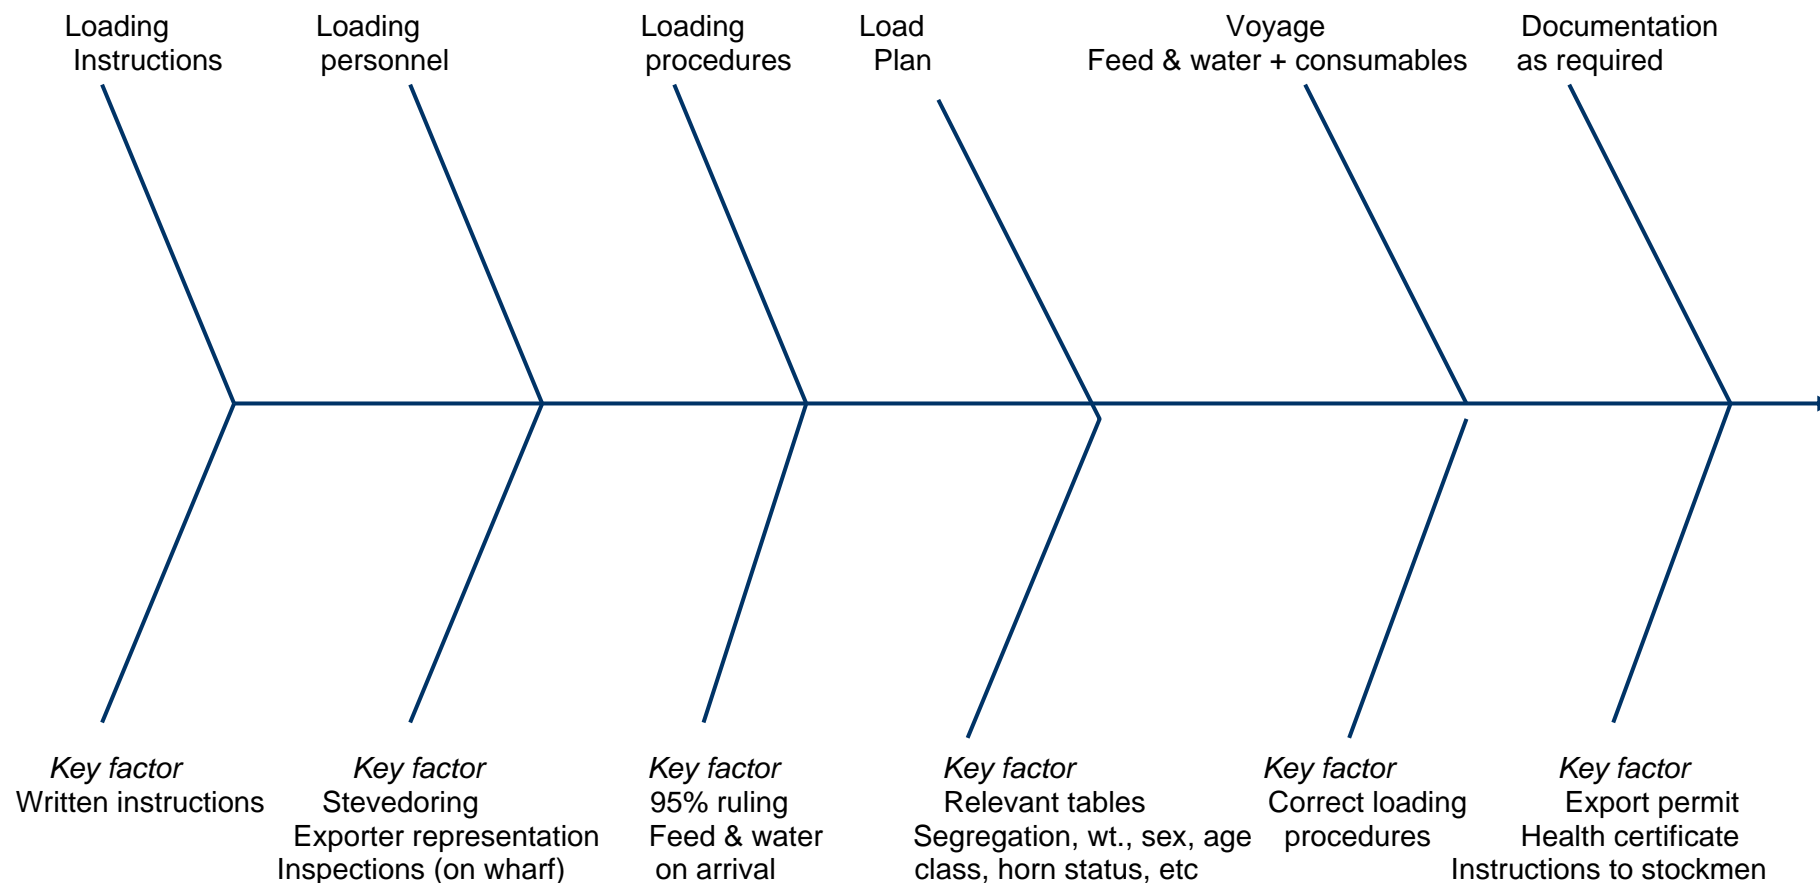 Loading
Instructions
Loading
personnel
Loading
procedures
Load
Plan
Voyage
Feed & water + consumables
Documentation
as required
Key factor
Written instructions
Key factor
Stevedoring
Exporter representation
Inspections (on wharf)
Key factor
95% ruling
Feed & water
on arrival
Key factor
Relevant tables
Segregation, wt., sex, age
class, horn status, etc
Key factor
Correct loading
procedures
Key factor
Export permit
Health certificate
Instructions to stockmen